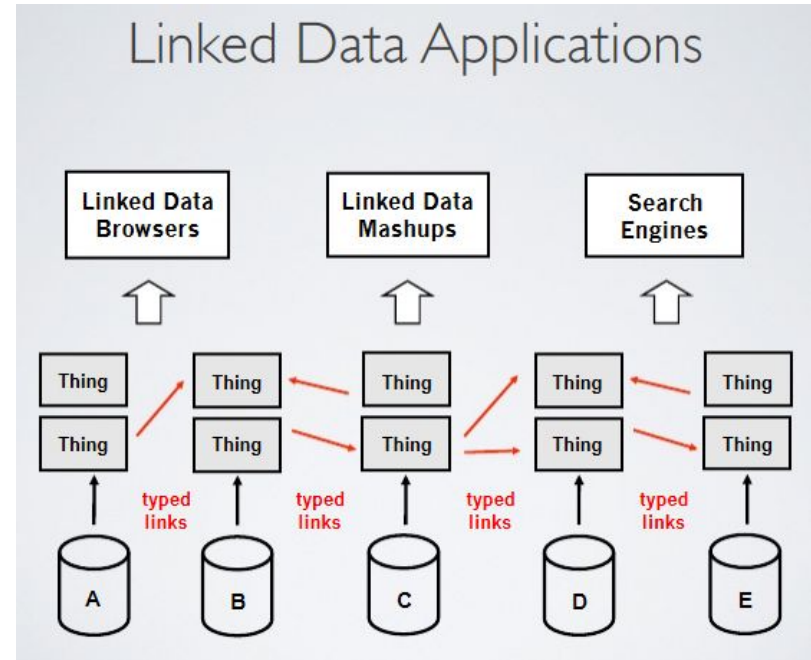 Linked Data Applications
Linked Data
Browsers
Linked Data
Mashups
Search
Engines
Thing
Thing
Thing
Thing
Thing
Thing
Thing
Thing
Thing
Thing
typed
links
typed
links
typed
links
typed
links
A
B
C
D
E